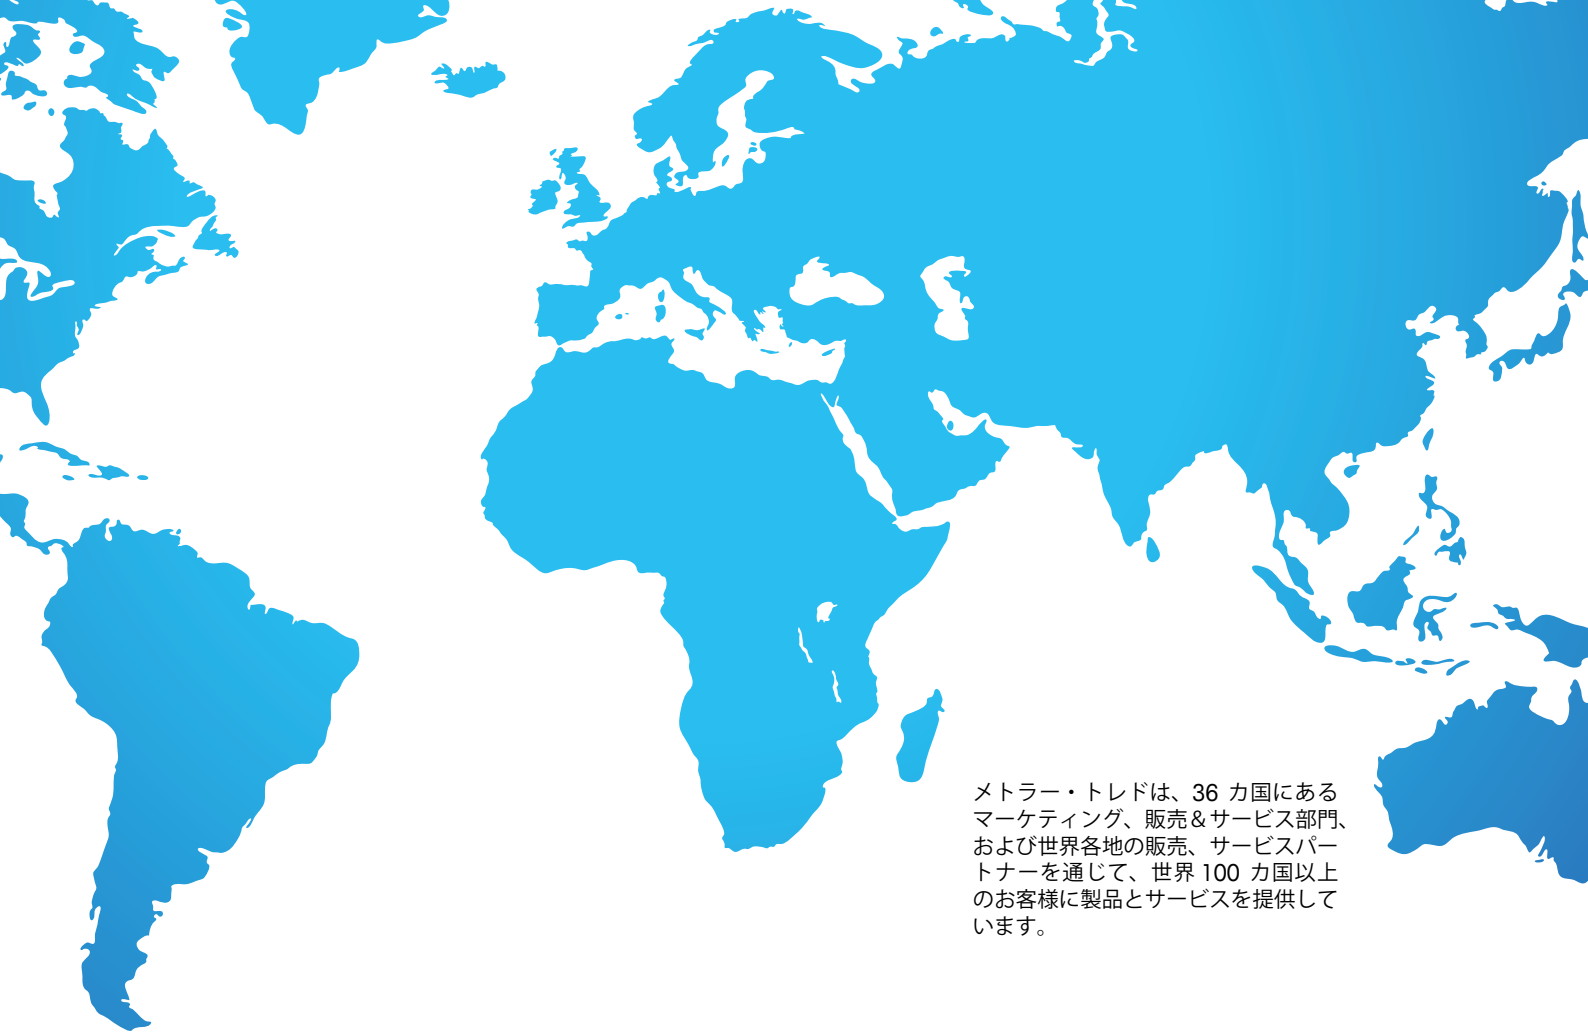 メトラー・トレドは、36 カ国にある
マーケティング、販売＆サービス部門、
および世界各地の販売、サービスパー
トナーを通じて、世界 100 カ国以上
のお客様に製品とサービスを提供して
います。